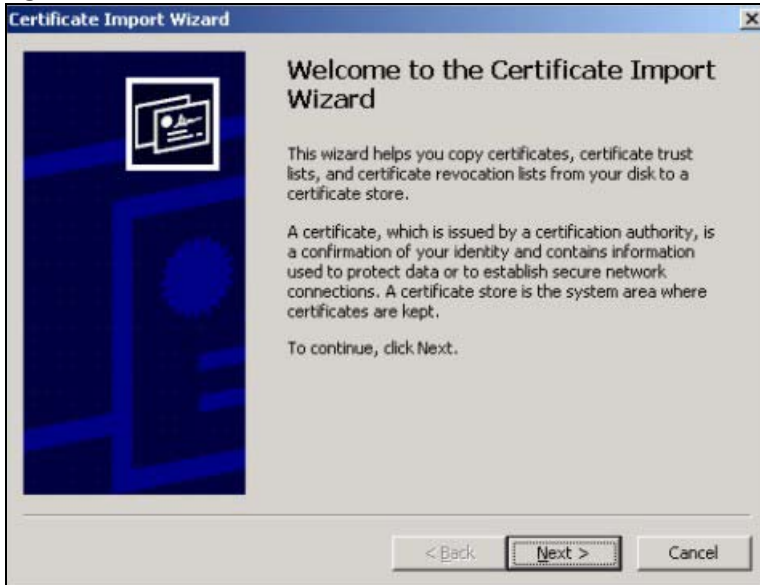 Certificate Import Wizard
Welcome to the Certificate Import
Wizard
This wizard helps you copy certificates, certificate trust
lists, and certificate revocation lists from your disk to a
certificate store.
A certificate, which is issued by a certification authority, is
a confirmation of your identity and contains information
used to protect data or to establish secure network
connections. A certificate store is the system area where
certificates are kept.
To continue, click Next.
< Back
Next >
Cancel